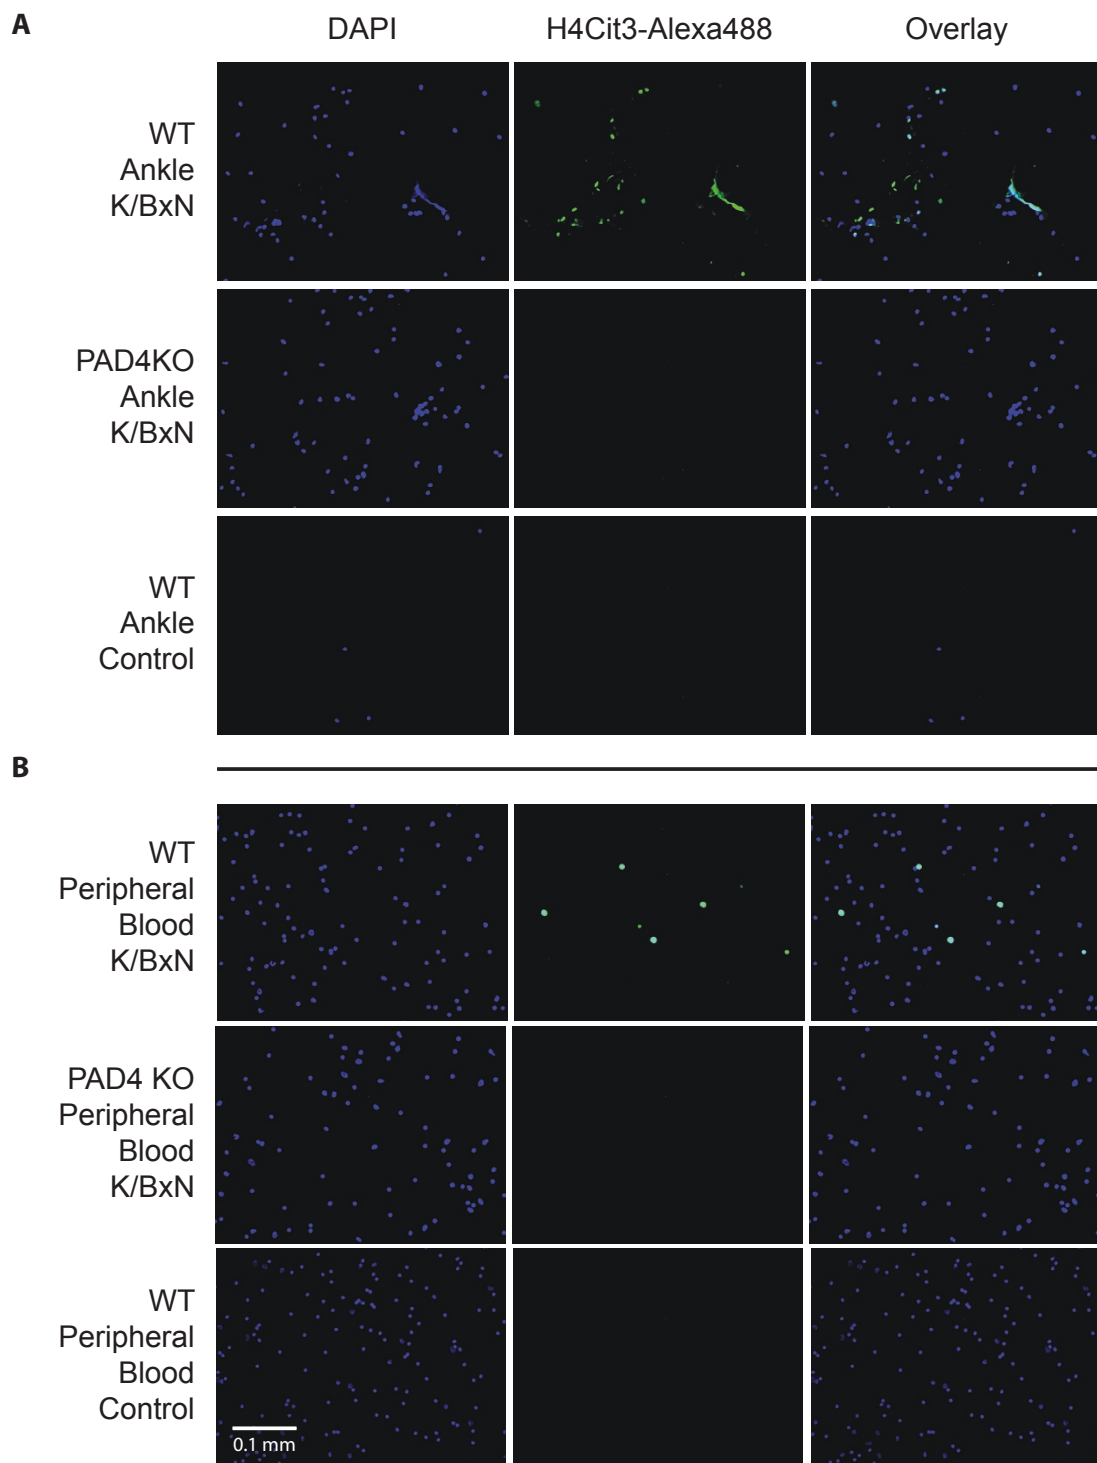 A
DAPI
H4Cit3-Alexa488
Overlay
WT
Ankle
K/BxN
PAD4KO
Ankle
K/BxN
WT
Ankle
Control
B
WT
Peripheral
Blood
K/BxN
PAD4 KO
Peripheral
Blood
K/BxN
WT
Peripheral
Blood
Control
0.1 mm